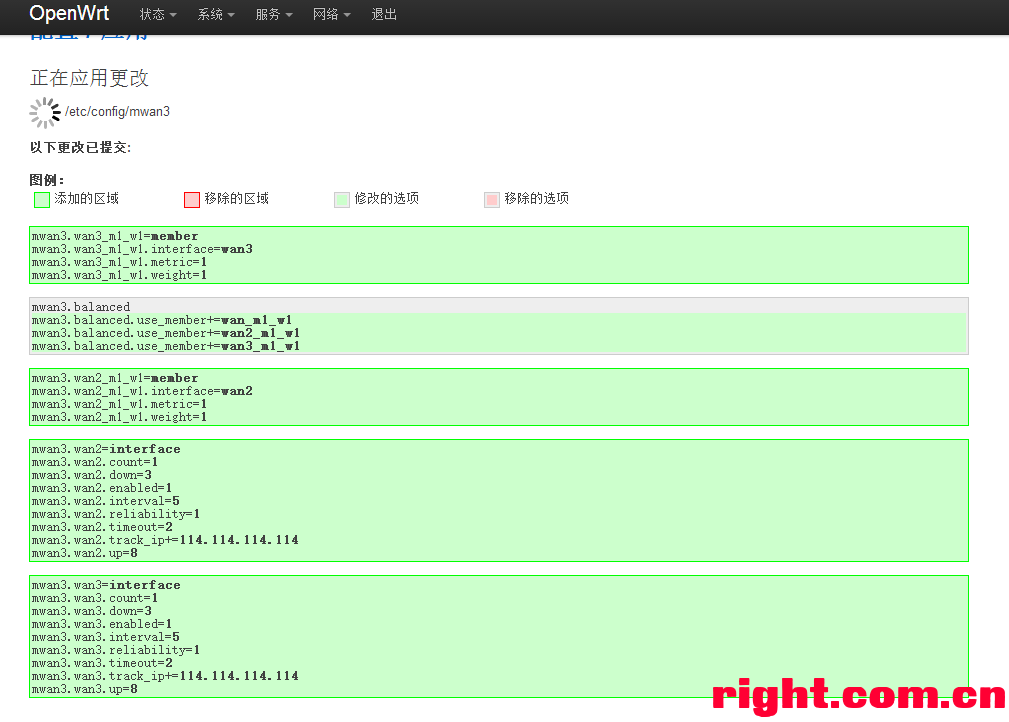 OpenWrt 状态 系统 服务 网络 退出
配置 / 应用
正在应用更改
/etc/config/mwan3
以下更改已提交:
图例:
添加的区域 移除的区域 修改的选项 移除的选项
mwan3.wan3_m1_w1=member
mwan3.wan3_m1_w1.interface=wan3
mwan3.wan3_m1_w1.metric=1
mwan3.wan3_m1_w1.weight=1
mwan3.balanced
mwan3.balanced.use_member+=wan_m1_w1
mwan3.balanced.use_member+=wan2_m1_w1
mwan3.balanced.use_member+=wan3_m1_w1
mwan3.wan2_m1_w1=member
mwan3.wan2_m1_w1.interface=wan2
mwan3.wan2_m1_w1.metric=1
mwan3.wan2_m1_w1.weight=1
mwan3.wan2=interface
mwan3.wan2.count=1
mwan3.wan2.down=3
mwan3.wan2.enabled=1
mwan3.wan2.interval=5
mwan3.wan2.reliability=1
mwan3.wan2.timeout=2
mwan3.wan2.track_ip+=114.114.114.114
mwan3.wan2.up=8
mwan3.wan3=interface
mwan3.wan3.count=1
mwan3.wan3.down=3
mwan3.wan3.enabled=1
mwan3.wan3.interval=5
mwan3.wan3.reliability=1
mwan3.wan3.timeout=2
mwan3.wan3.track_ip+=114.114.114.114
mwan3.wan3.up=8
right.com.cn